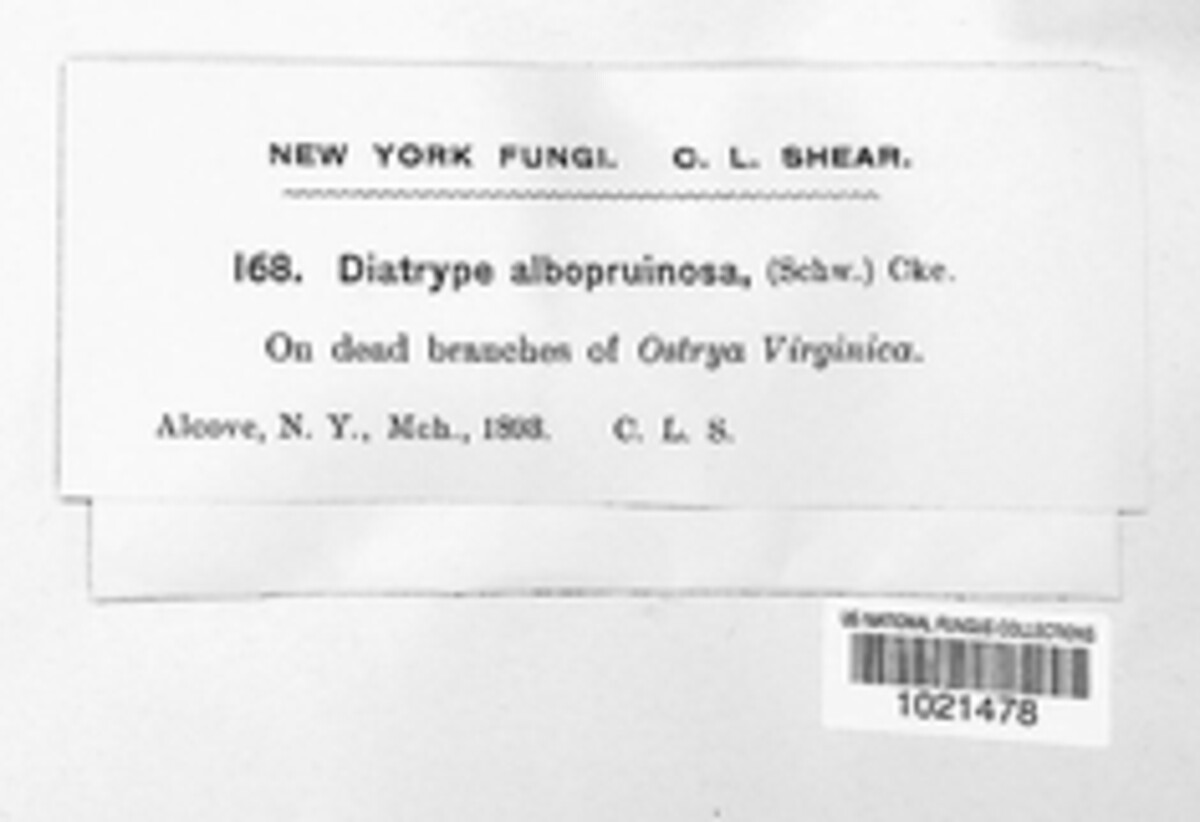 NEW YORK FUNGI. C. L. SHEAR.
168. Diatrype albopruinosa, (Schw.) Cke.
On dead branches of Ostrya Virginica.
Alcove, N. Y., Mch., 1893. C. L. S.
US NATIONAL FUNGUS COLLECTIONS
1021478